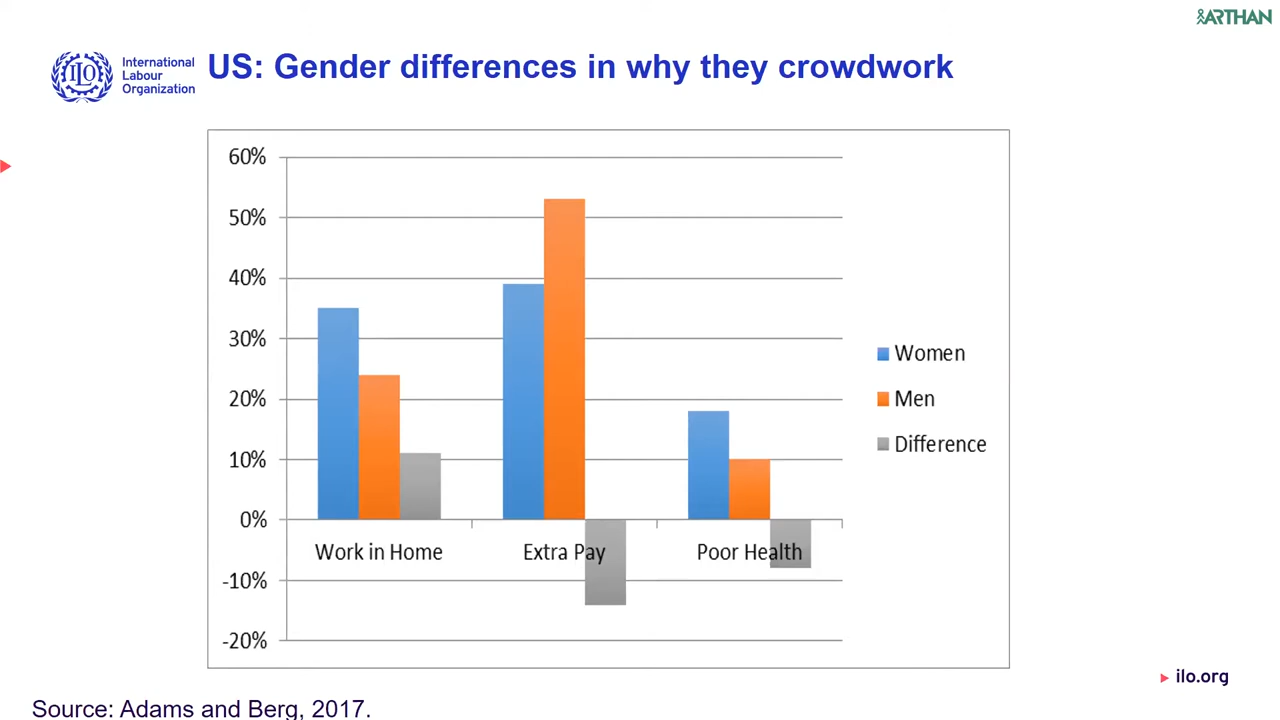 ARTHAN
International
Labour
Organization
US: Gender differences in why they crowdwork
60%
50%
40%
30%
20%
10%
0%
-10%
-20%
Work in Home
Extra Pay
Poor Health
Women
Men
Difference
ilo.org
Source: Adams and Berg, 2017.